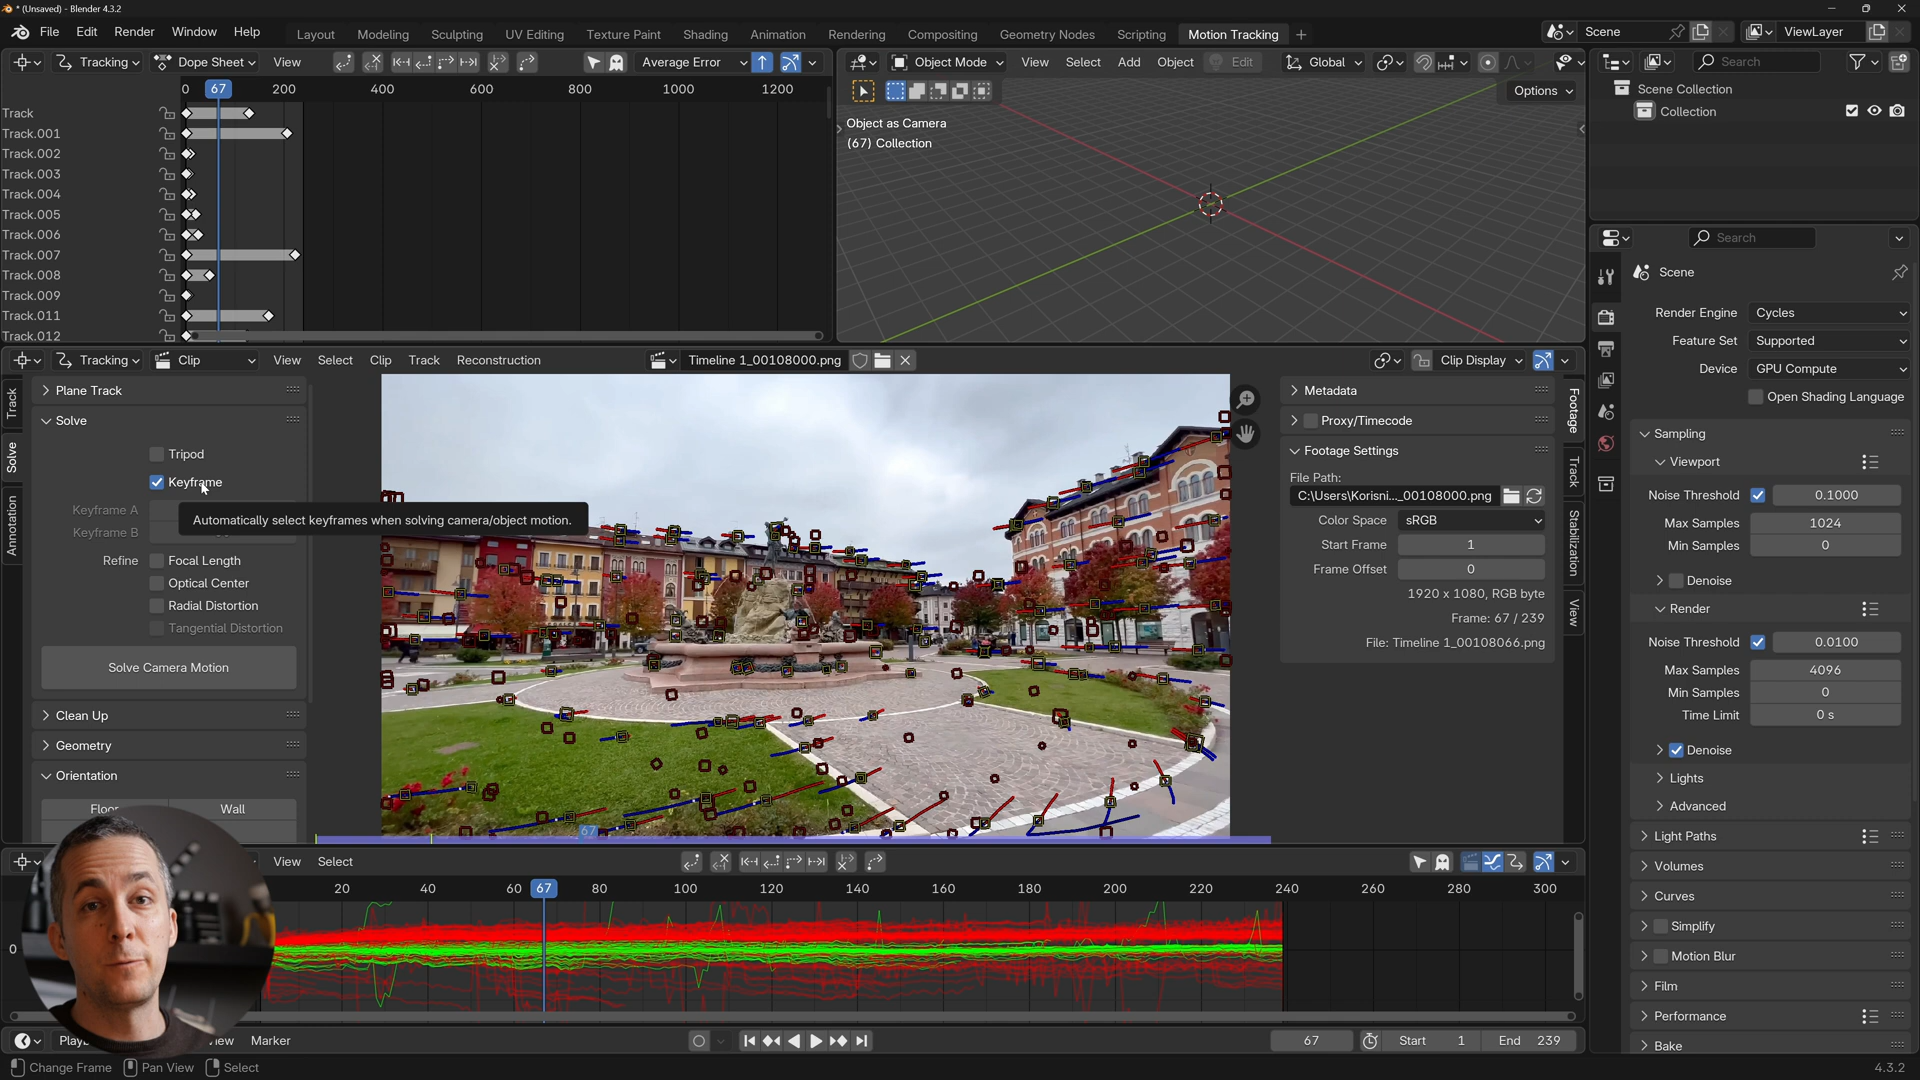 * (Unsaved) - Blender 4.3.2
File Edit Render Window Help
Layout Modeling Sculpting UV Editing Texture Paint Shading Animation Rendering Compositing Geometry Nodes Scripting Motion Tracking +
Scene
ViewLayer
Tracking Dope Sheet View
Average Error
Object Mode View Select Add Object Edit
Global
Search
0 67 200 400 600 800 1000 1200
Options
Scene Collection
Collection
Track
Track.001
Track.002
Track.003
Track.004
Track.005
Track.006
Track.007
Track.008
Track.009
Track.011
Track.012
Object as Camera
(67) Collection
Search
Scene
Render Engine Cycles
Feature Set Supported
Device GPU Compute
Open Shading Language
Sampling
Viewport
Noise Threshold 0.1000
Max Samples 1024
Min Samples 0
Denoise
Render
Noise Threshold 0.0100
Max Samples 4096
Min Samples 0
Time Limit 0 s
Denoise
Lights
Advanced
Light Paths
Volumes
Curves
Simplify
Motion Blur
Film
Performance
Bake
Tracking Clip View Select Clip Track Reconstruction
Timeline 1_00108000.png
Clip Display
Track
Solve
Annotation
Plane Track
Solve
Tripod
Keyframe
Keyframe A
Keyframe B
Automatically select keyframes when solving camera/object motion.
Refine Focal Length
Optical Center
Radial Distortion
Tangential Distortion
Solve Camera Motion
Clean Up
Geometry
Orientation
Floor Wall
67
Metadata
Proxy/Timecode
Footage Settings
File Path:
C:\Users\Korisni..._00108000.png
Color Space sRGB
Start Frame 1
Frame Offset 0
1920 x 1080, RGB byte
Frame: 67 / 239
File: Timeline 1_00108066.png
Footage
Track
Stabilization
View
View Select
20 40 60 67 80 100 120 140 160 180 200 220 240 260 280 300
0
Marker
67
Start 1
End 239
Change Frame Pan View Select
4.3.2